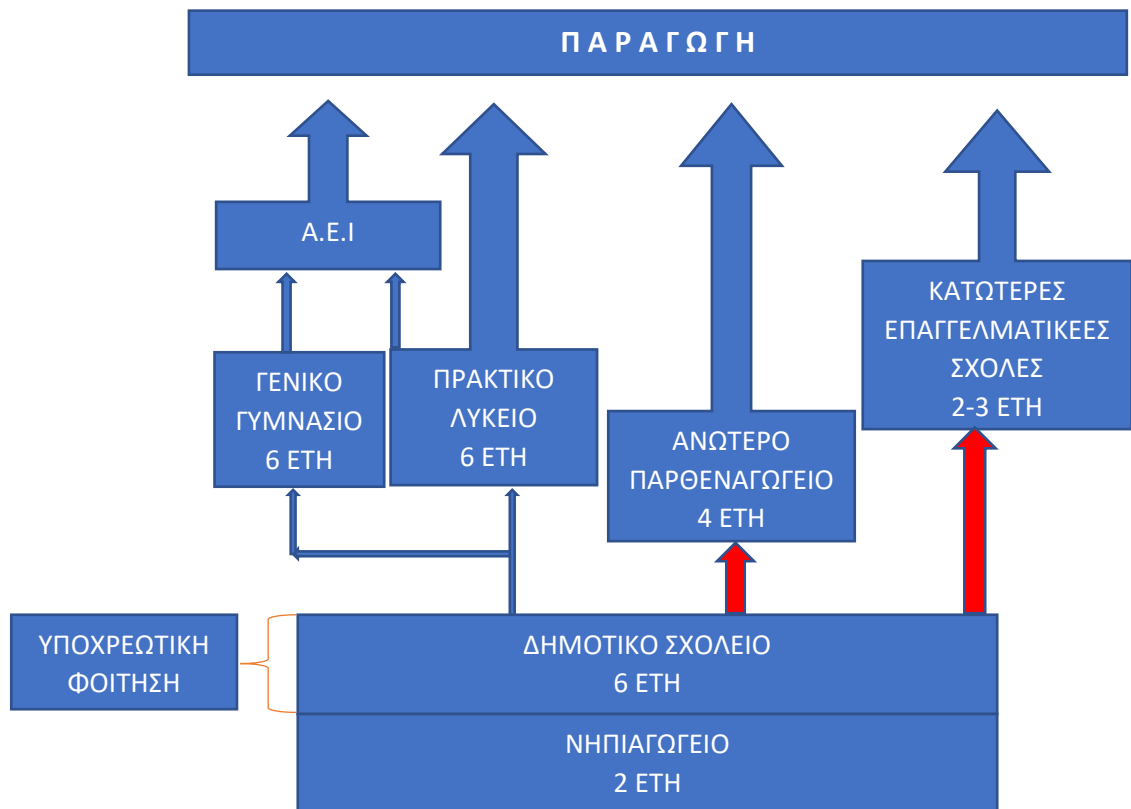 Π Α Ρ Α Γ Ω Γ Η
Α.Ε.Ι
ΓΕΝΙΚΟ
ΓΥΜΝΑΣΙΟ
6 ΕΤΗ
ΠΡΑΚΤΙΚΟ
ΛΥΚΕΙΟ
6 ΕΤΗ
ΑΝΩΤΕΡΟ
ΠΑΡΘΕΝΑΓΩΓΕΙΟ
4 ΕΤΗ
ΚΑΤΩΤΕΡΕΣ
ΕΠΑΓΓΕΛΜΑΤΙΚΕΕΣ
ΣΧΟΛΕΣ
2-3 ΕΤΗ
ΥΠΟΧΡΕΩΤΙΚΗ
ΦΟΙΤΗΣΗ
ΔΗΜΟΤΙΚΟ ΣΧΟΛΕΙΟ
6 ΕΤΗ
ΝΗΠΙΑΓΩΓΕΙΟ
2 ΕΤΗ